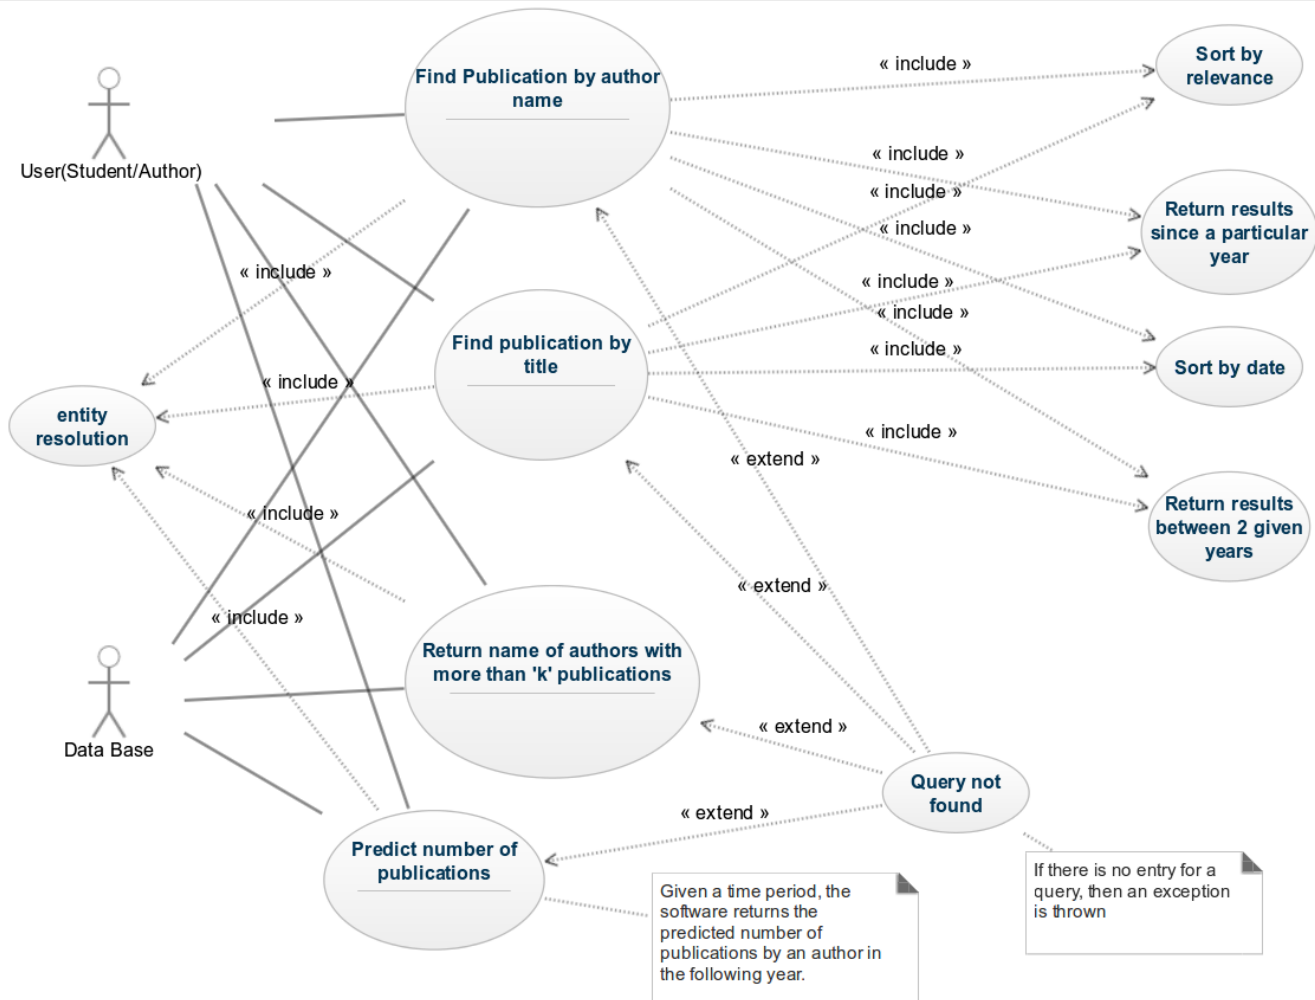 Find Publication by author
name
« include »
Sort by
relevance
User(Student/Author)
« include »
« include »
« include »
Return results
since a particular
year
« include »
« include »
« include »
Find publication by
title
« include »
Sort by date
« include »
entity
resolution
« include »
« extend »
« include »
Return results
between 2 given
years
« extend »
« include »
Return name of authors with
more than 'k' publications
Data Base
« extend »
Query not
found
« extend »
Predict number of
publications
If there is no entry for a
query, then an exception
is thrown
Given a time period, the
software returns the
predicted number of
publications by an author in
the following year.